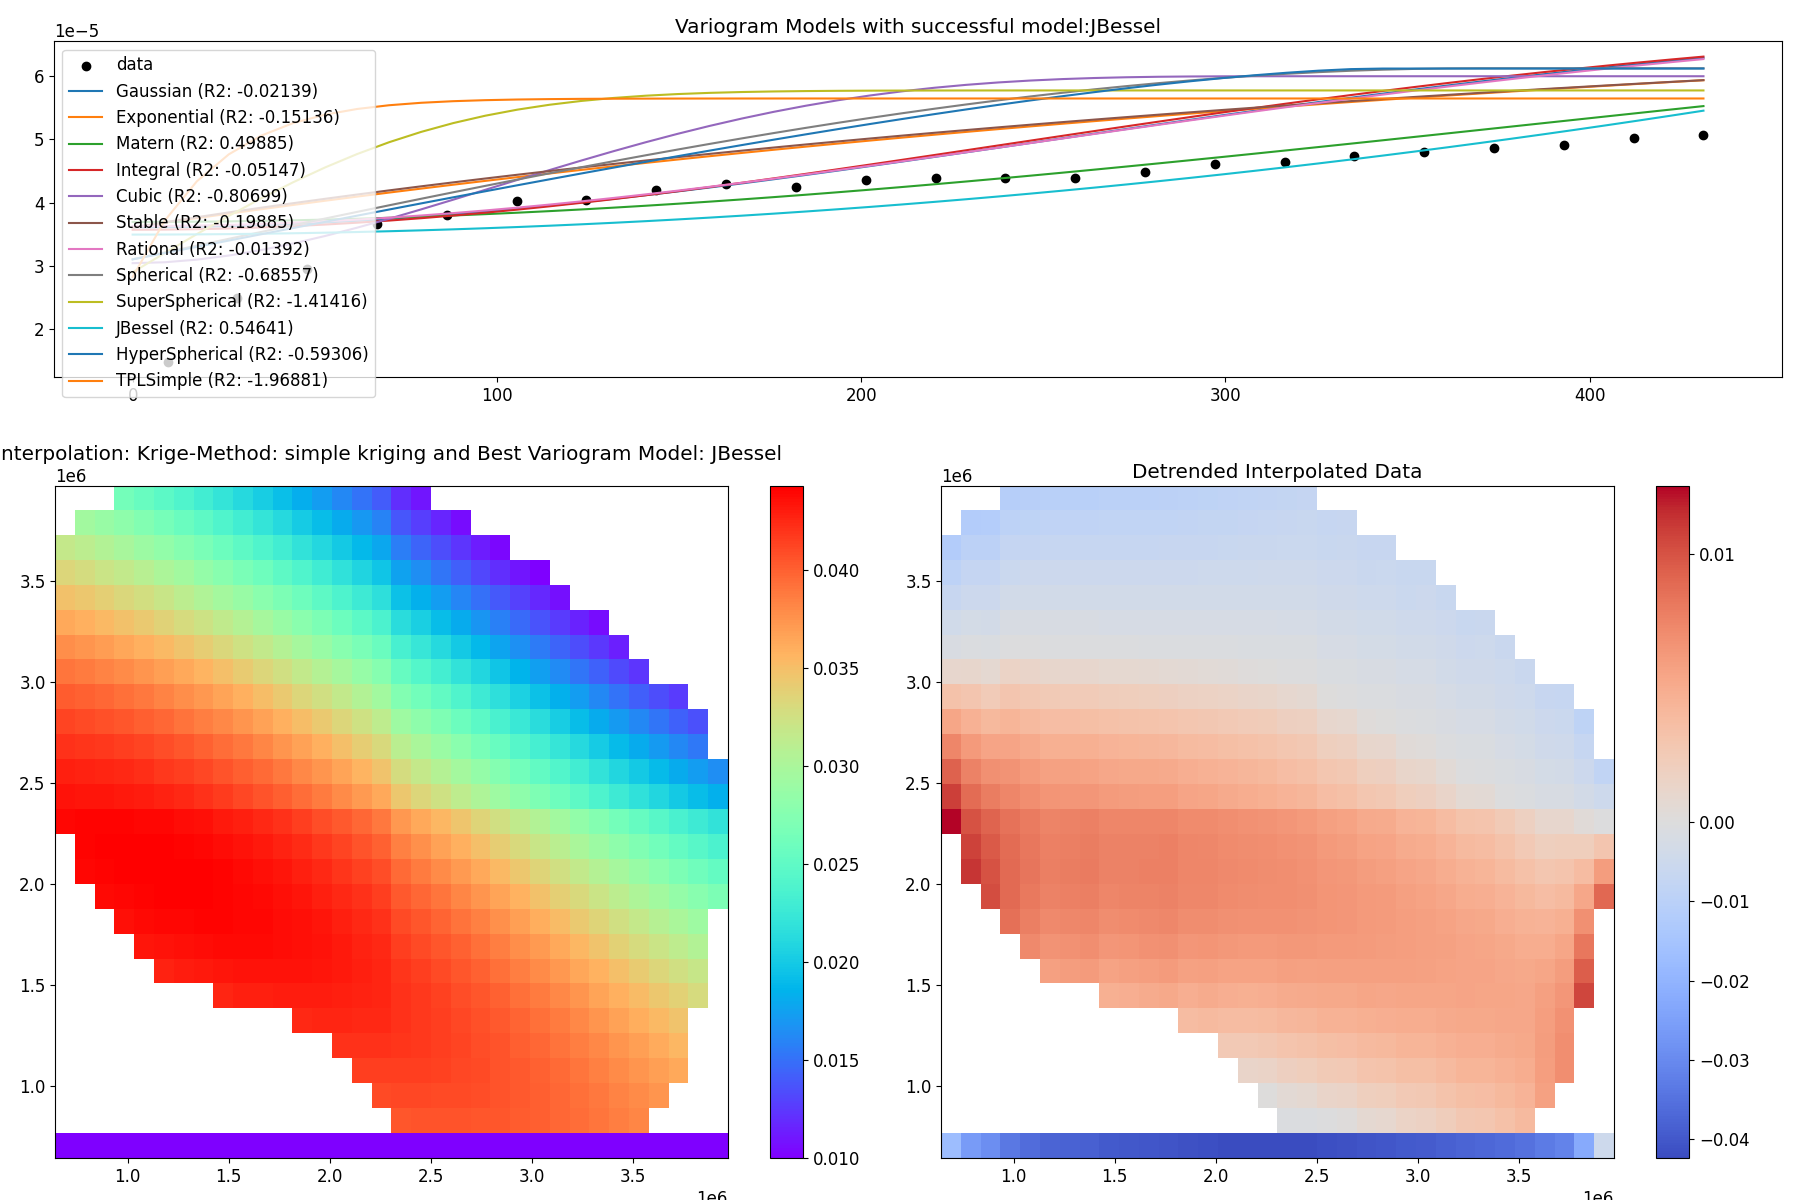 Variogram Models with successful model:JBessel
1e−5
data
Gaussian (R2: -0.02139)
Exponential (R2: -0.15136)
Matern (R2: 0.49885)
Integral (R2: -0.05147)
Cubic (R2: -0.80699)
Stable (R2: -0.19885)
Rational (R2: -0.01392)
Spherical (R2: -0.68557)
SuperSpherical (R2: -1.41416)
JBessel (R2: 0.54641)
HyperSpherical (R2: -0.59306)
TPLSimple (R2: -1.96881)
6
5
4
3
2
0 100 200 300 400
nterpolation: Krige-Method: simple kriging and Best Variogram Model: JBessel
1e6
3.5
3.0
2.5
2.0
1.5
1.0
1.0 1.5 2.0 2.5 3.0 3.5
1e6
0.040
0.035
0.030
0.025
0.020
0.015
0.010
Detrended Interpolated Data
1e6
3.5
3.0
2.5
2.0
1.5
1.0
1.0 1.5 2.0 2.5 3.0 3.5
1e6
0.01
0.00
−0.01
−0.02
−0.03
−0.04